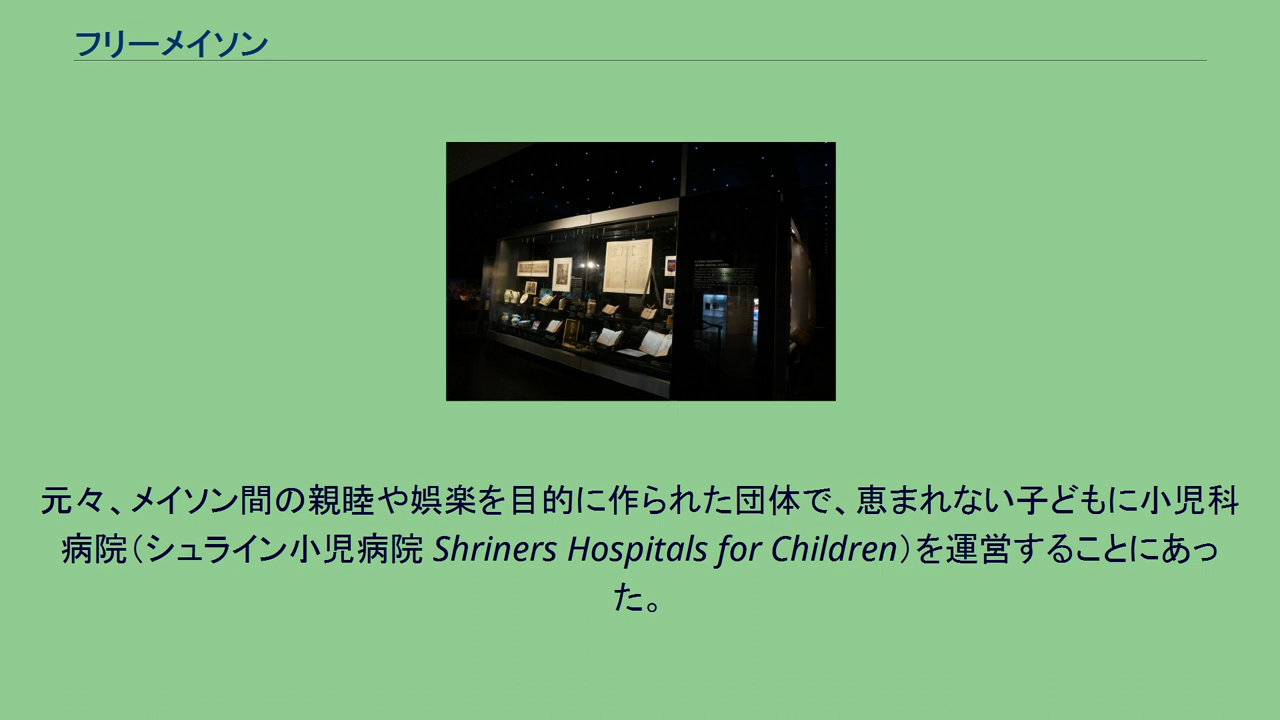 フリーメイソン
元々、メイソン間の親睦や娯楽を目的に作られた団体で、恵まれない子どもに小児科
病院（シュライン小児病院 Shriners Hospitals for Children）を運営することにあっ
た。